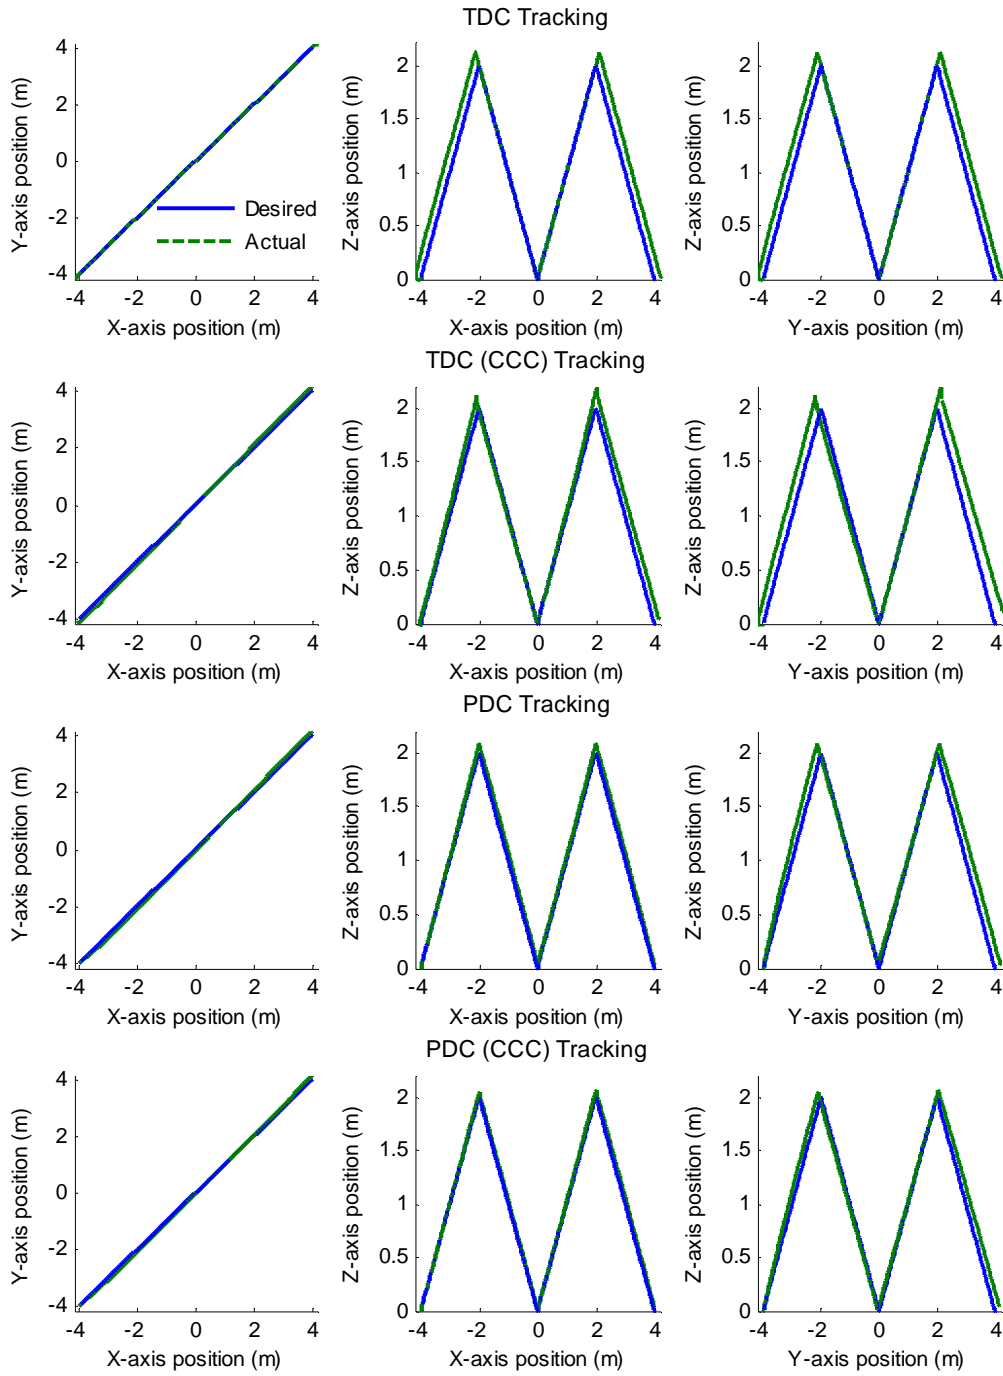 TDC Tracking
Y-axis position (m)
4
2
0
-2
-4
-4 -2 0 2 4
X-axis position (m)
Desired
Actual
Z-axis position (m)
2
1.5
1
0.5
0
-4 -2 0 2 4
X-axis position (m)
Z-axis position (m)
2
1.5
1
0.5
0
-4 -2 0 2 4
Y-axis position (m)
TDC (CCC) Tracking
Y-axis position (m)
4
2
0
-2
-4
-4 -2 0 2 4
X-axis position (m)
Z-axis position (m)
2
1.5
1
0.5
0
-4 -2 0 2 4
X-axis position (m)
Z-axis position (m)
2
1.5
1
0.5
0
-4 -2 0 2 4
Y-axis position (m)
PDC Tracking
Y-axis position (m)
4
2
0
-2
-4
-4 -2 0 2 4
X-axis position (m)
Z-axis position (m)
2
1.5
1
0.5
0
-4 -2 0 2 4
X-axis position (m)
Z-axis position (m)
2
1.5
1
0.5
0
-4 -2 0 2 4
Y-axis position (m)
PDC (CCC) Tracking
Y-axis position (m)
4
2
0
-2
-4
-4 -2 0 2 4
X-axis position (m)
Z-axis position (m)
2
1.5
1
0.5
0
-4 -2 0 2 4
X-axis position (m)
Z-axis position (m)
2
1.5
1
0.5
0
-4 -2 0 2 4
Y-axis position (m)